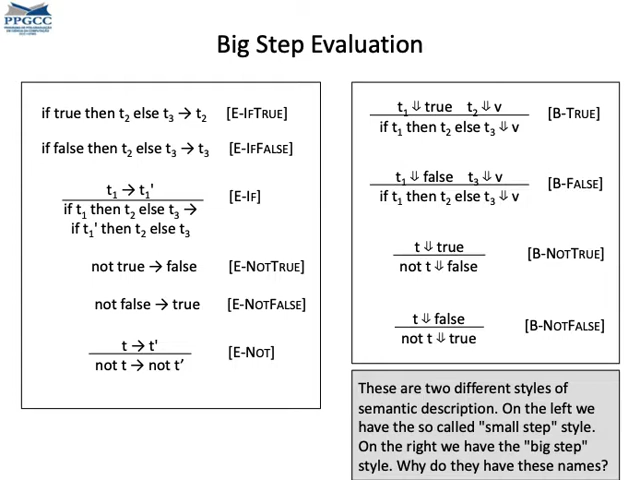 PPGCC
Big Step Evaluation
if true then t₂ else t₃ → t₂ [E-IFTRUE]
if false then t₂ else t₃ → t₃ [E-IFFALSE]
t₁ → t₁'
[E-IF]
if t₁ then t₂ else t₃ →
if t₁' then t₂ else t₃
not true → false [E-NOTTRUE]
not false → true [E-NOTFALSE]
t → t'
[E-NOT]
not t → not t’
t₁ ⇓ true t₂ ⇓ v
[B-TRUE]
if t₁ then t₂ else t₃ ⇓ v
t₁ ⇓ false t₃ ⇓ v
[B-FALSE]
if t₁ then t₂ else t₃ ⇓ v
t ⇓ true
[B-NOTTRUE]
not t ⇓ false
t ⇓ false
[B-NOTFALSE]
not t ⇓ true
These are two different styles of
semantic description. On the left we
have the so called "small step" style.
On the right we have the "big step"
style. Why do they have these names?